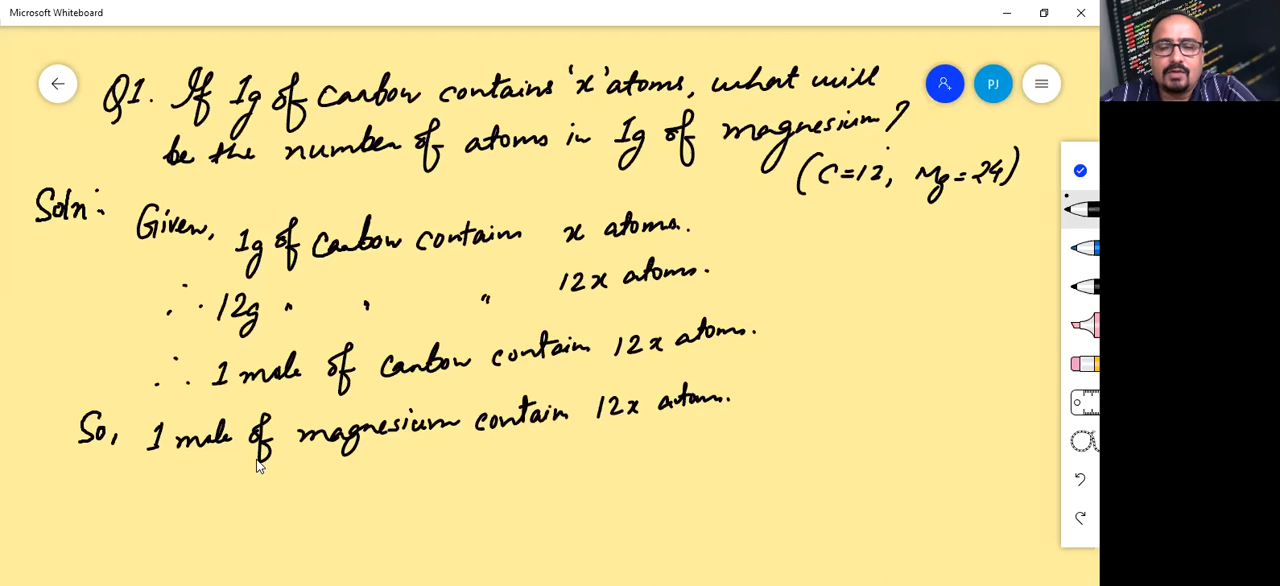 Microsoft Whiteboard
Q1. If 1g of carbon contains 'x' atoms, what will
be the number of atoms in 1g of magnesium?
(C=12, Mg=24)
Soln:
Given, 1g of carbon contains x atoms.
∴ 12g " " " 12x atoms.
∴ 1 mole of carbon contain 12x atoms.
So, 1 mole of magnesium contain 12x atoms.
PJ